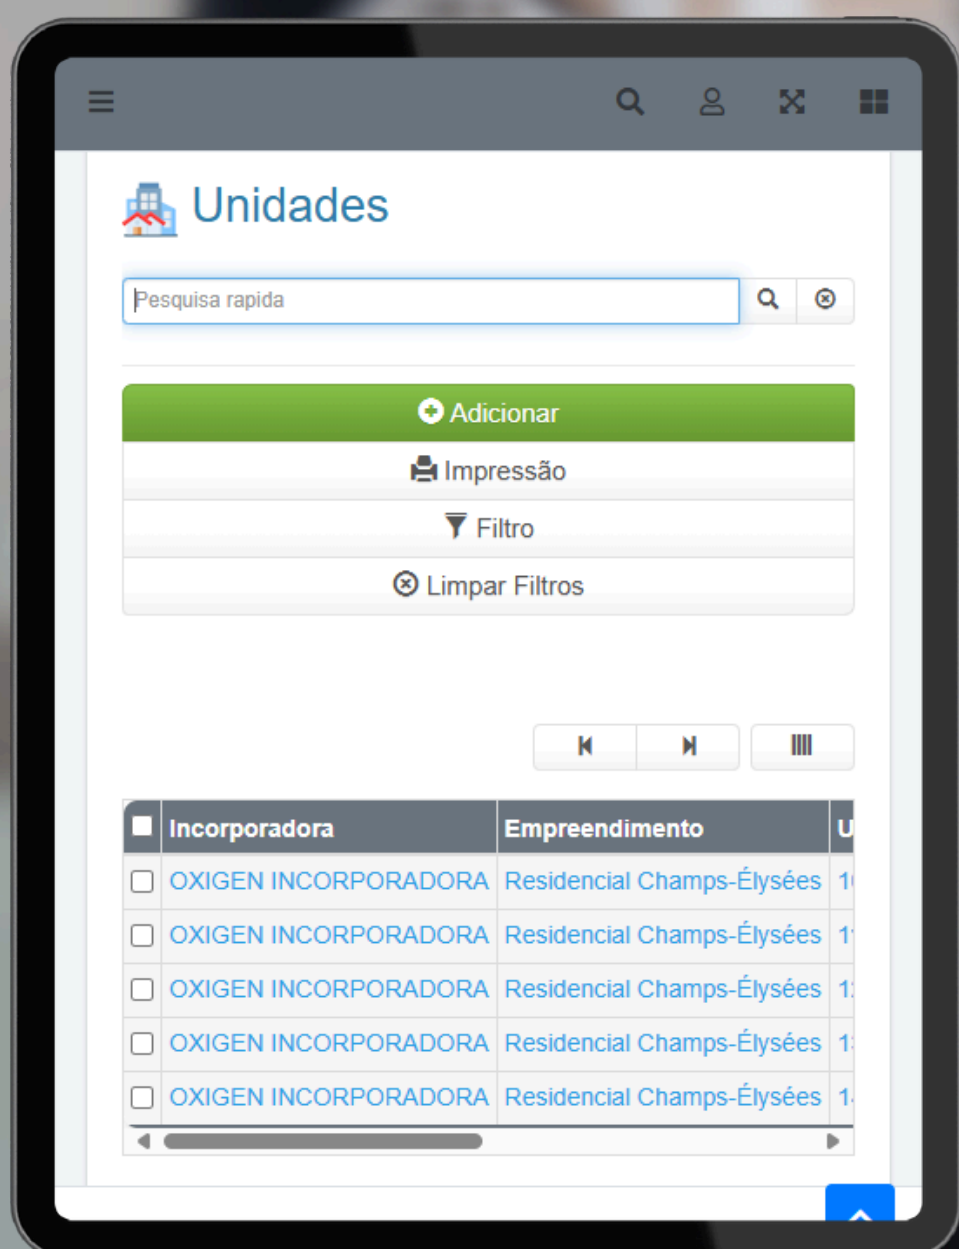 Unidades
Pesquisa rapida
Adicionar
Impressão
Filtro
Limpar Filtros
Incorporadora Empreendimento
OXIGEN INCORPORADORA Residencial Champs-Élysées
OXIGEN INCORPORADORA Residencial Champs-Élysées
OXIGEN INCORPORADORA Residencial Champs-Élysées
OXIGEN INCORPORADORA Residencial Champs-Élysées
OXIGEN INCORPORADORA Residencial Champs-Élysées